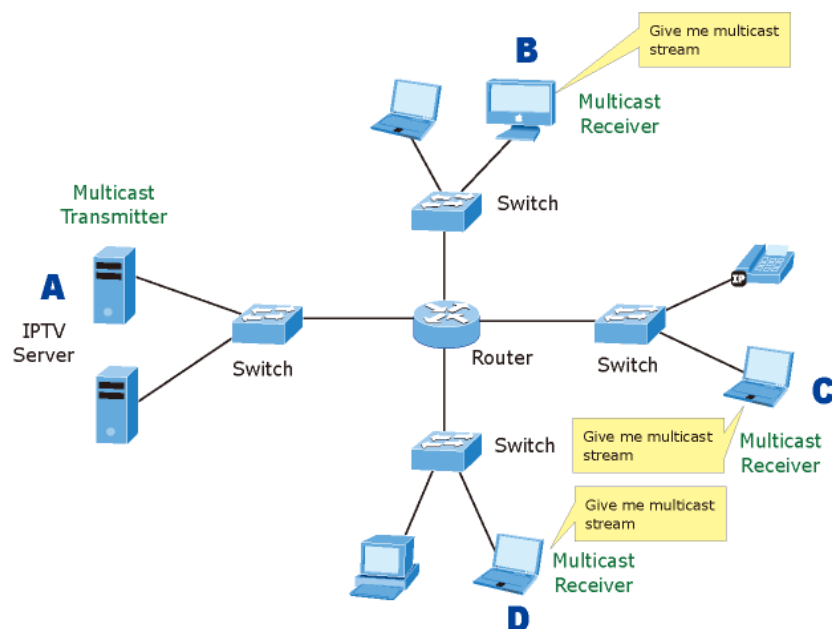 Give me multicast
stream
B
Multicast
Receiver
Switch
Multicast
Transmitter
A
IPTV
Server
Switch
Router
IP
Switch
C
Switch
Give me multicast
stream
Multicast
Receiver
Give me multicast
stream
Multicast
Receiver
D